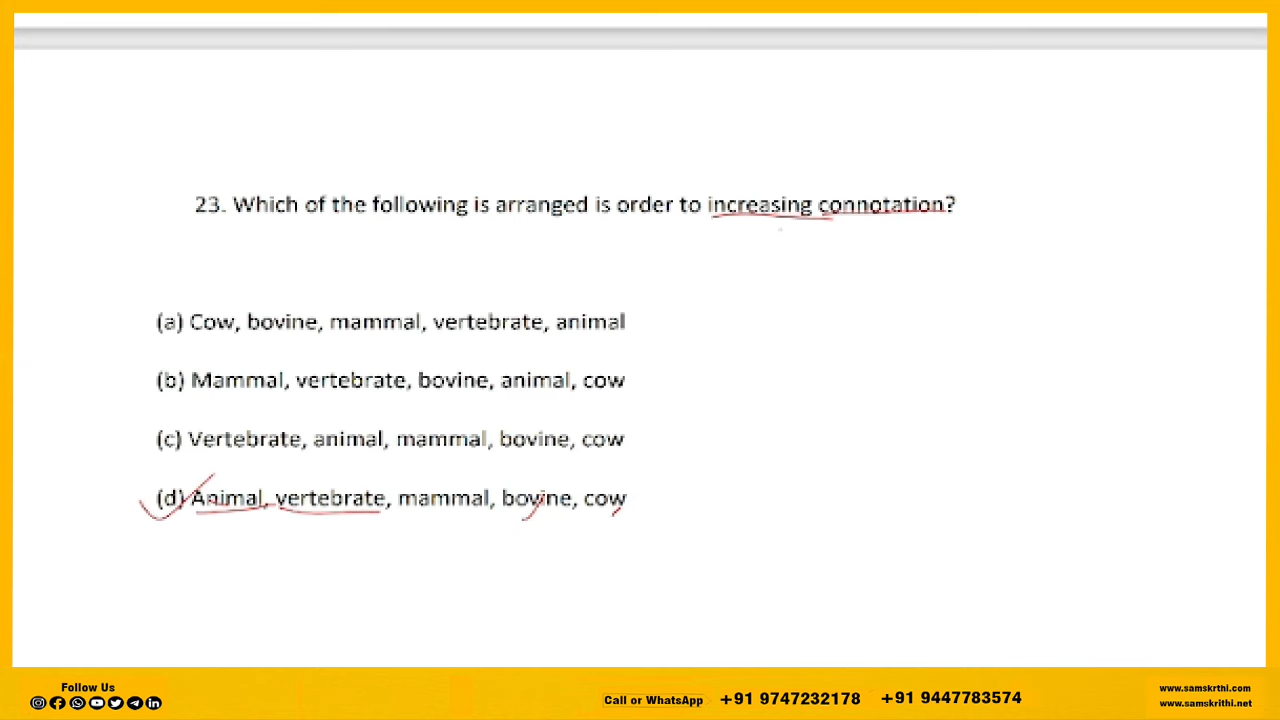 23. Which of the following is arranged is order to increasing connotation?
(a) Cow, bovine, mammal, vertebrate, animal
(b) Mammal, vertebrate, bovine, animal, cow
(c) Vertebrate, animal, mammal, bovine, cow
(d) Animal, vertebrate, mammal, bovine, cow
Follow Us
Call or WhatsApp +91 9747232178 +91 9447783574
www.samskrthi.com
www.samskrithi.net